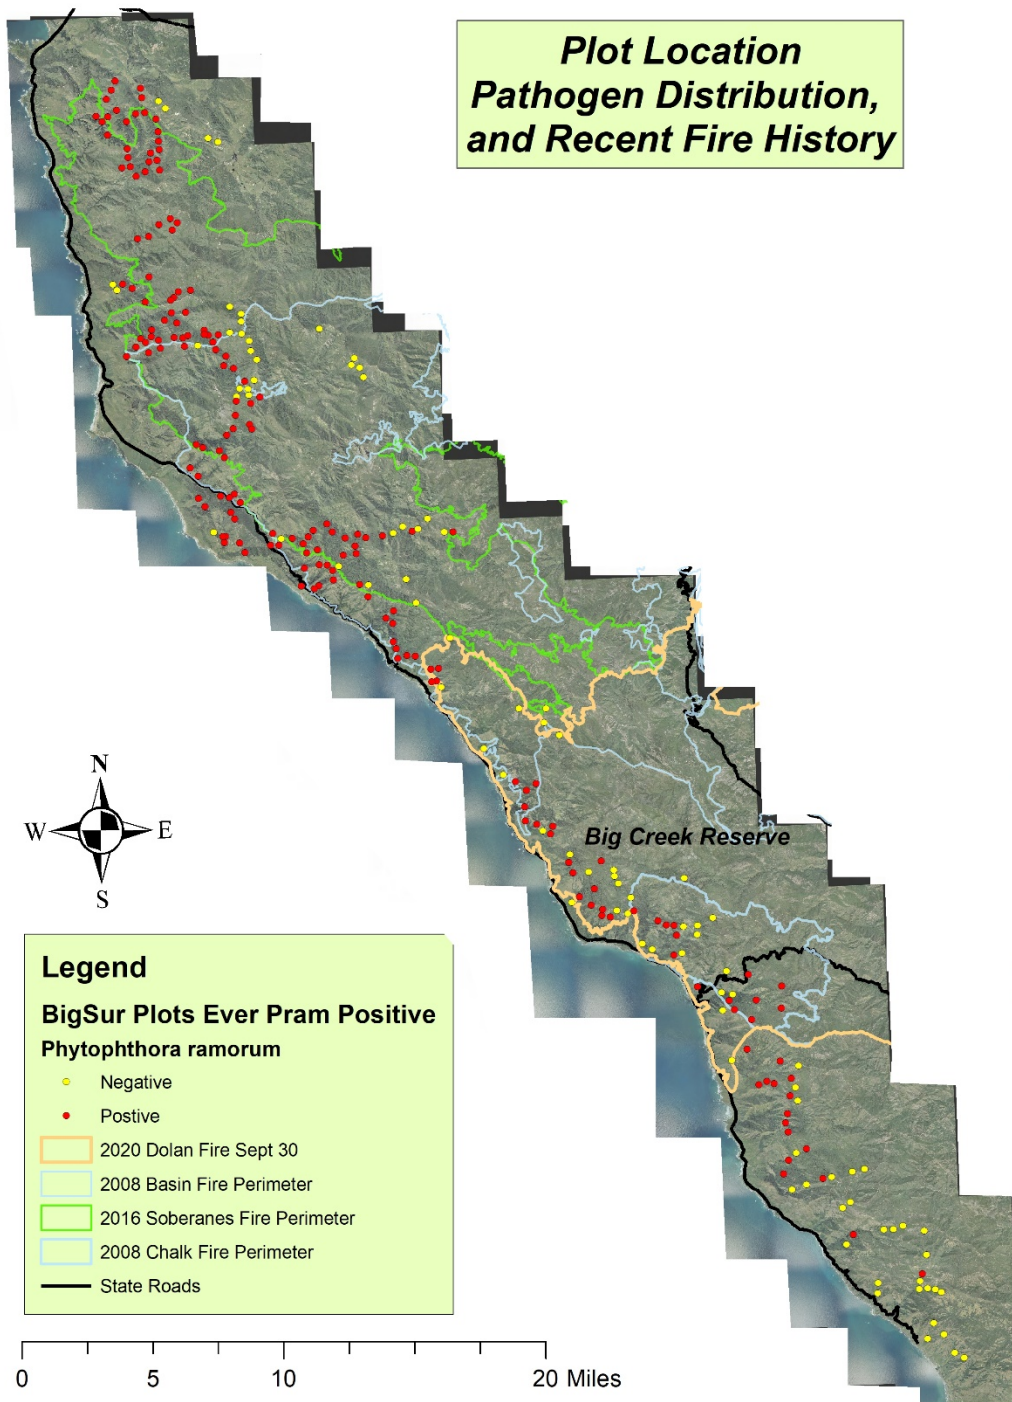 Plot Location
Pathogen Distribution,
and Recent Fire History
N
W
E
S
Big Creek Reserve
Legend
BigSur Plots Ever Pram Positive
Phytophthora ramorum
Negative
Postive
2020 Dolan Fire Sept 30
2008 Basin Fire Perimeter
2016 Soberanes Fire Perimeter
2008 Chalk Fire Perimeter
State Roads
0 5 10 20 Miles